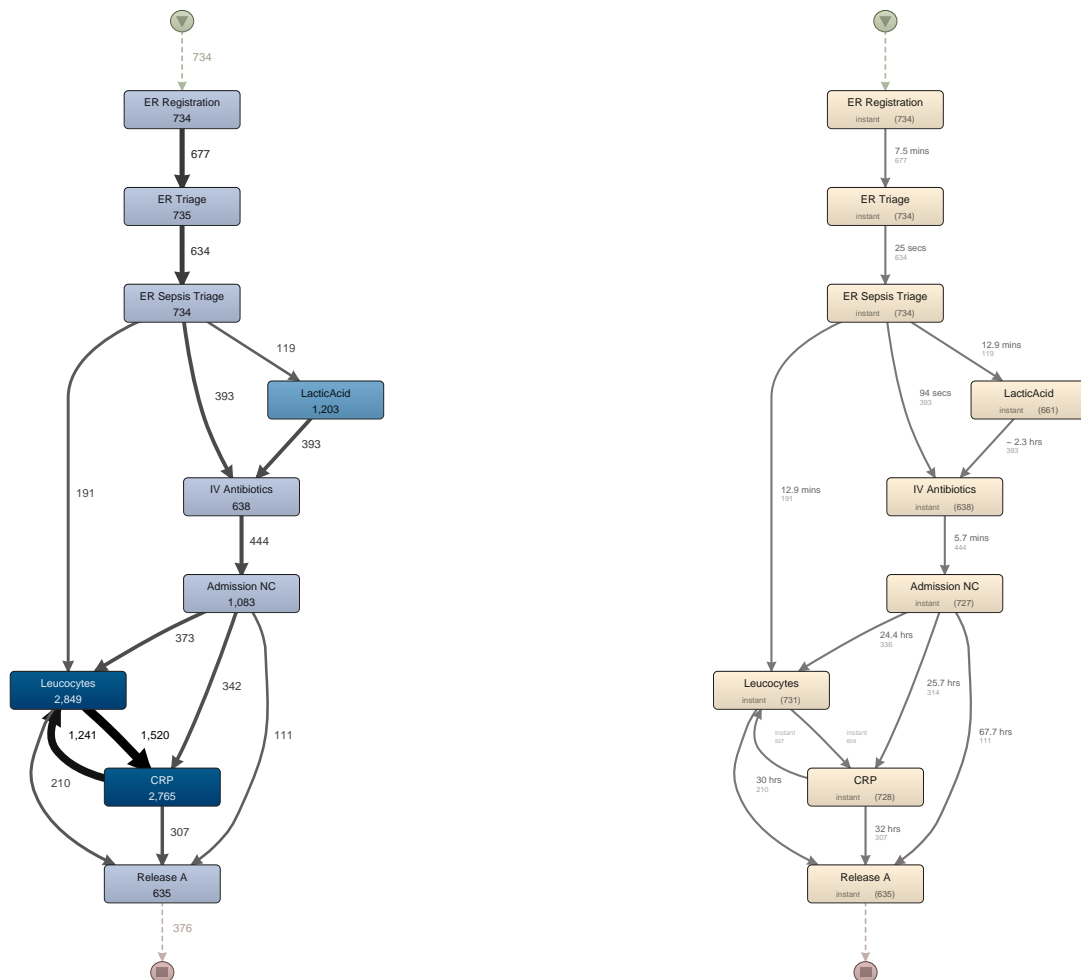 734
ER Registration
734
677
ER Triage
735
634
ER Sepsis Triage
734
119
393
LacticAcid
1,203
393
191
IV Antibiotics
638
444
Admission NC
1,083
373
342
111
Leucocytes
2,849
1,241
1,520
210
CRP
2,765
307
Release A
635
376
ER Registration
instant (734)
7.5 mins
677
ER Triage
instant (734)
25 secs
634
ER Sepsis Triage
instant (734)
12.9 mins
119
94 secs
393
LacticAcid
instant (661)
~ 2.3 hrs
393
12.9 mins
191
IV Antibiotics
instant (638)
5.7 mins
444
Admission NC
instant (727)
24.4 hrs
336
25.7 hrs
314
67.7 hrs
111
Leucocytes
instant (731)
instant
instant
30 hrs
210
CRP
instant (728)
32 hrs
307
Release A
instant (635)